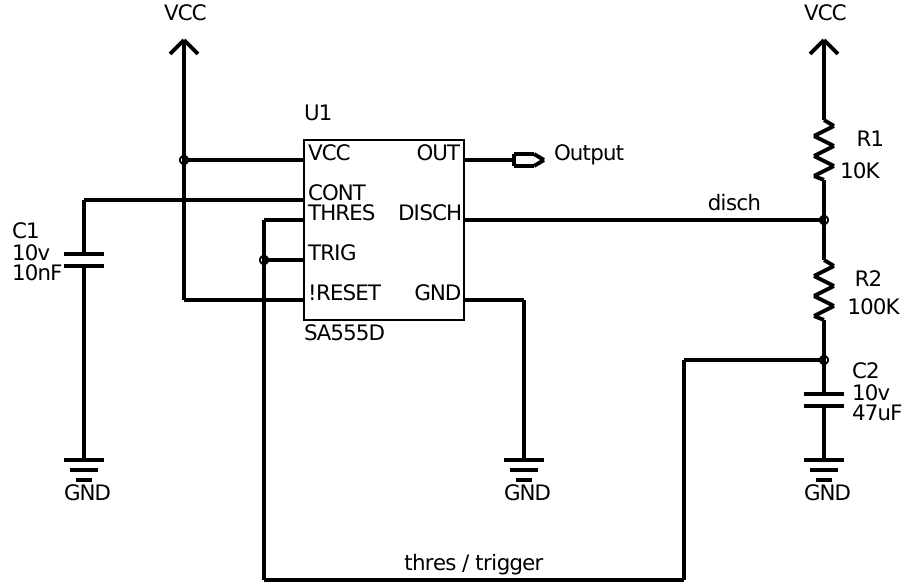 VCC
VCC
U1
VCC
OUT
Output
R1
10K
CONT
THRES
DISCH
disch
C1
10v
10nF
TRIG
R2
100K
!RESET
GND
SA555D
C2
10v
47uF
GND
GND
GND
thres / trigger